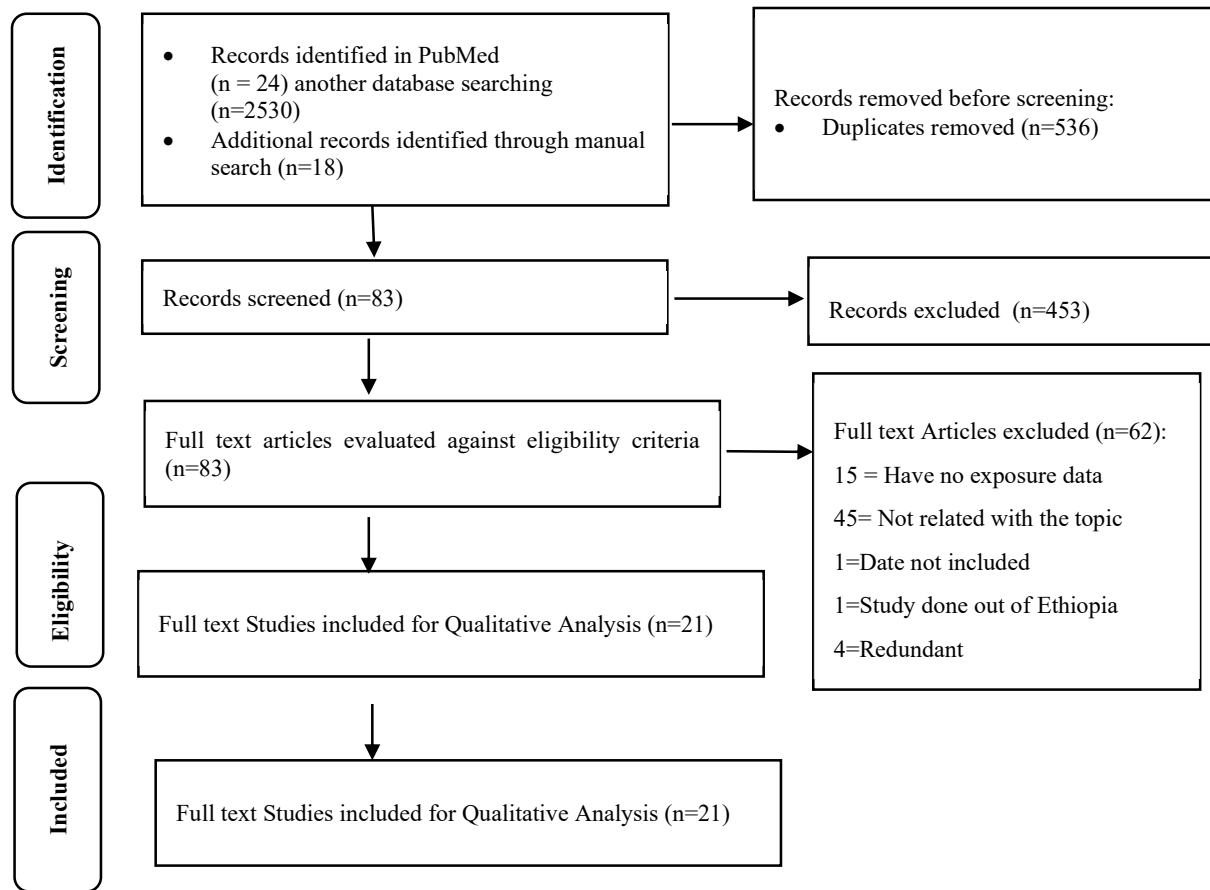 Identification
• Records identified in PubMed
(n = 24) another database searching
(n=2530)
• Additional records identified through manual
search (n=18)
Records removed before screening:
• Duplicates removed (n=536)
Screening
Records screened (n=83)
Records excluded (n=453)
Full text articles evaluated against eligibility criteria
(n=83)
Full text Articles excluded (n=62):
15 = Have no exposure data
45= Not related with the topic
1=Date not included
1=Study done out of Ethiopia
4=Redundant
Eligibility
Full text Studies included for Qualitative Analysis (n=21)
Included
Full text Studies included for Qualitative Analysis (n=21)